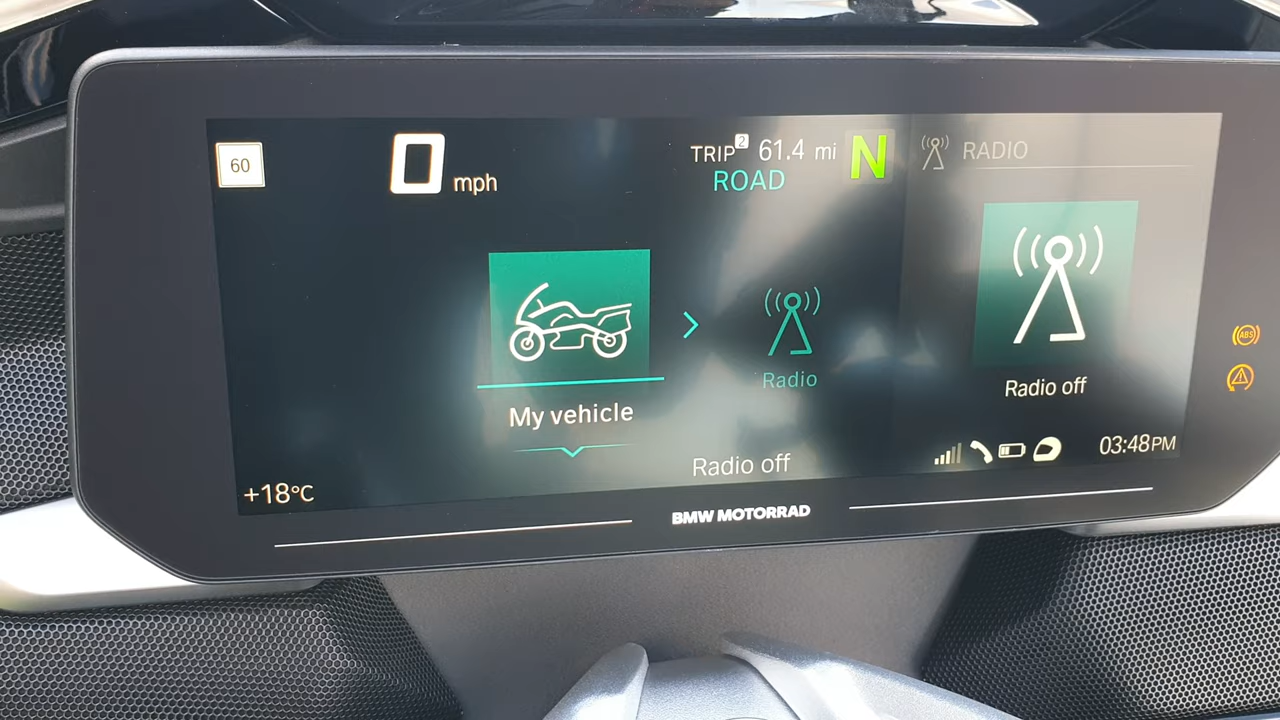 60
0 mph
TRIP 2 61.4 mi N
ROAD
RADIO
Radio
My vehicle
Radio off
Radio off
ABS
+18°C
03:48PM
BMW MOTORRAD